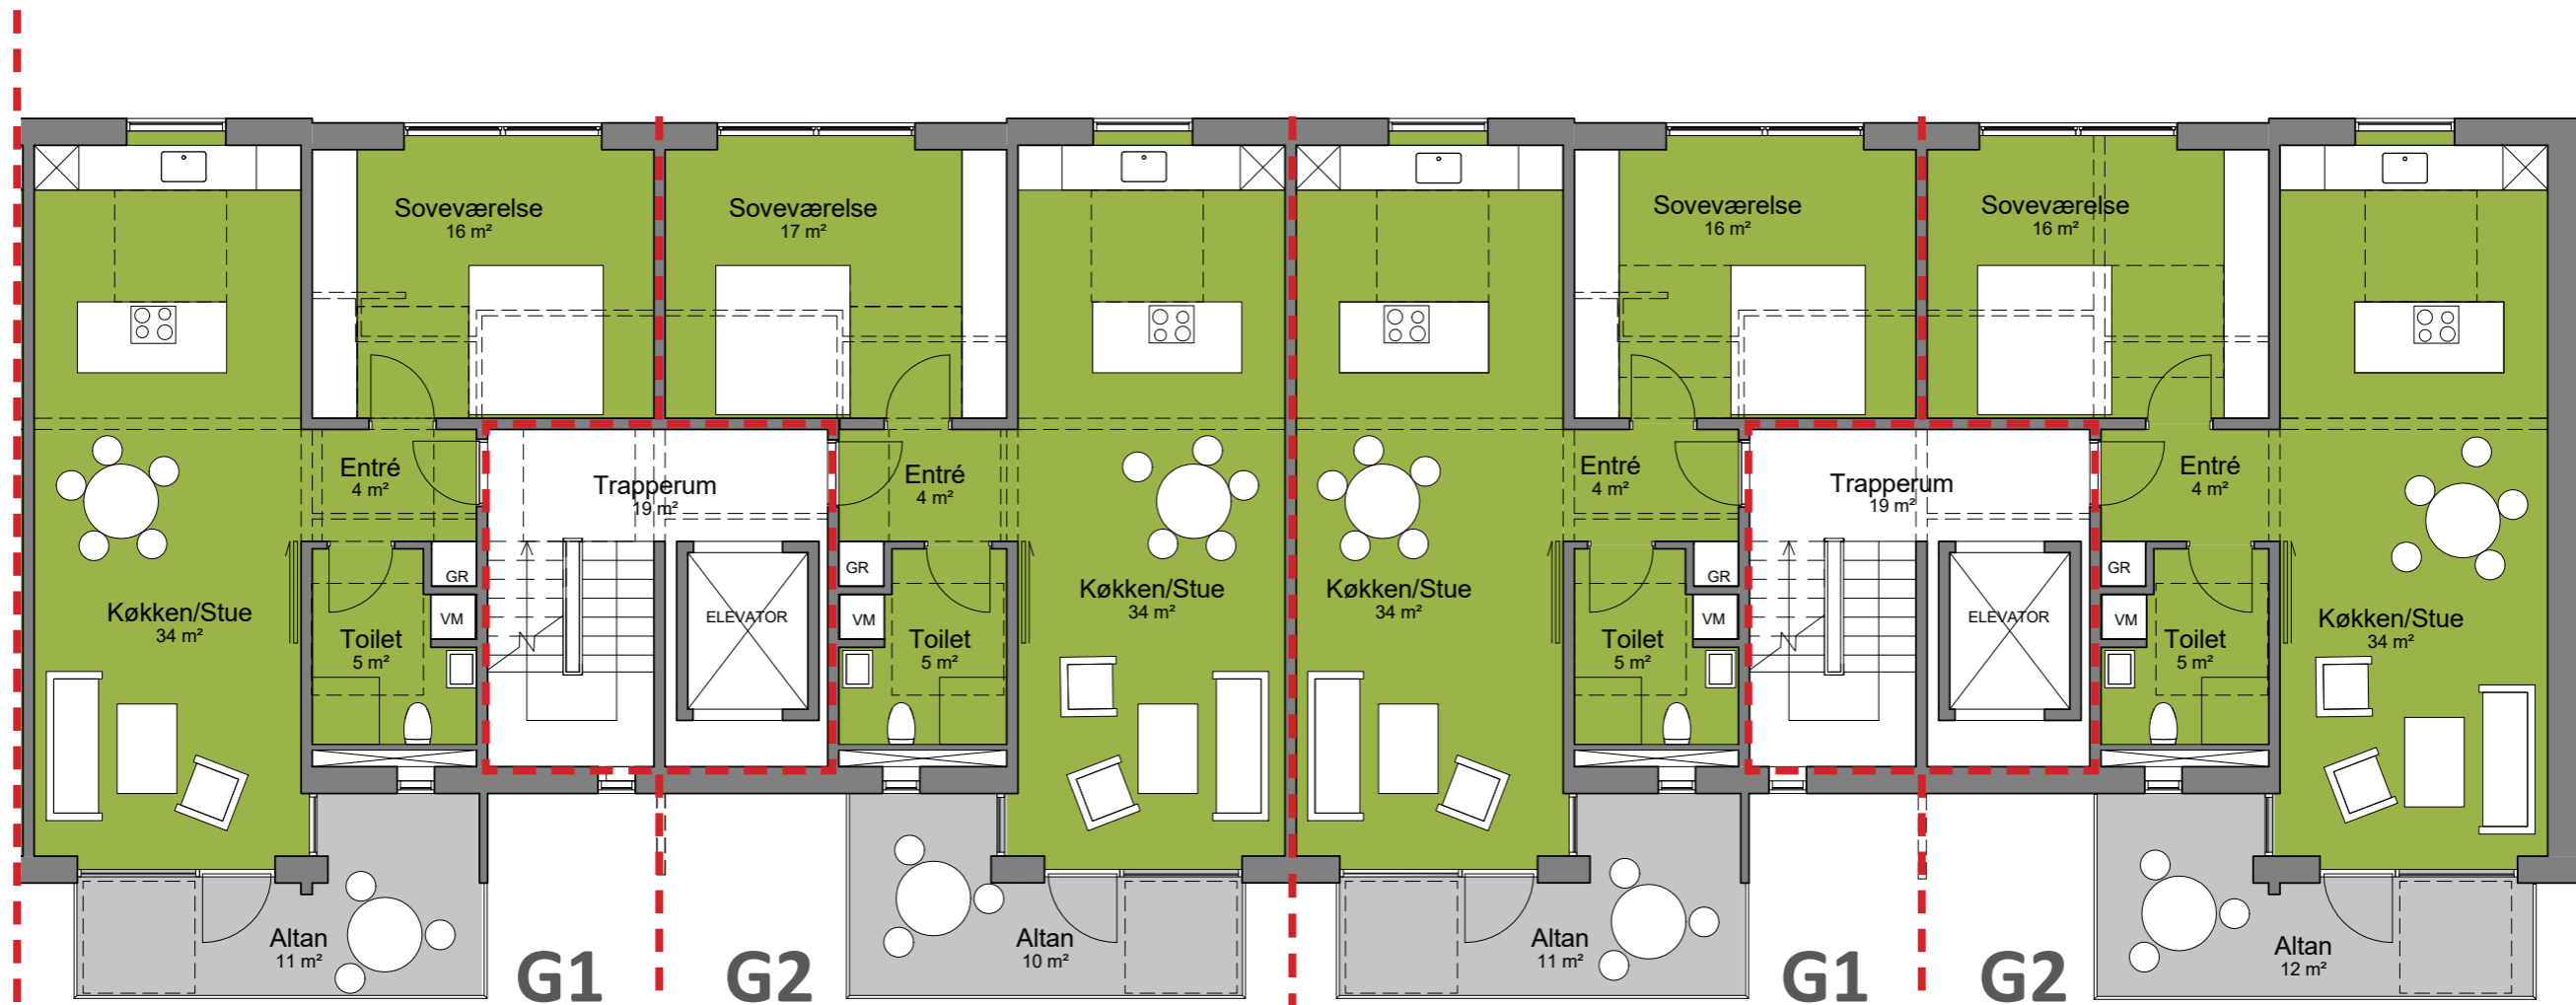 Soveværelse
16 m²
Soveværelse
17 m²
Soveværelse
16 m²
Soveværelse
16 m²
Entré
4 m²
Trapperum
19 m²
Entré
4 m²
Entré
4 m²
Trapperum
19 m²
Entré
4 m²
GR
GR
GR
GR
Køkken/Stue
34 m²
VM
ELEVATOR
VM
Køkken/Stue
34 m²
Køkken/Stue
34 m²
VM
ELEVATOR
VM
Køkken/Stue
34 m²
Toilet
5 m²
Toilet
5 m²
Toilet
5 m²
Toilet
5 m²
Altan
11 m²
G1
G2
Altan
10 m²
Altan
11 m²
G1
G2
Altan
12 m²